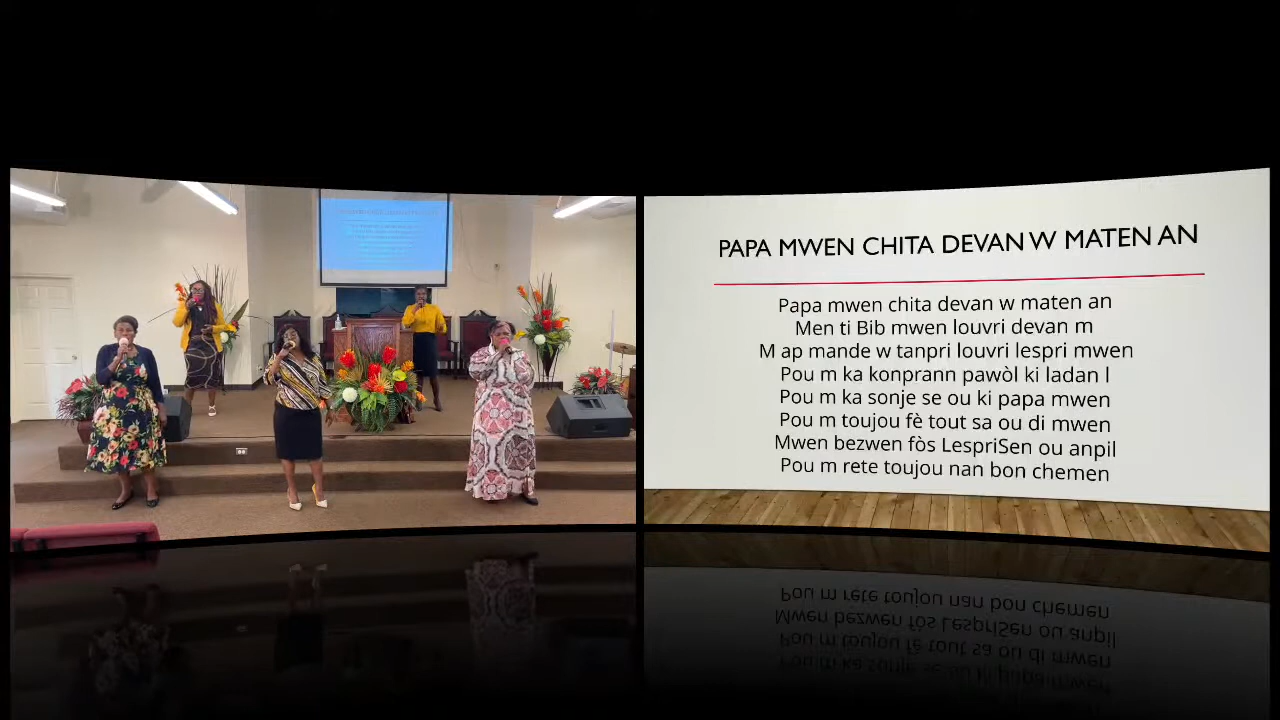 PAPA MWEN CHITA DEVAN W MATEN AN
Papa mwen chita devan w maten an
Men ti Bib mwen louvri devan m
M ap mande w tanpri louvri lespri mwen
Pou m ka konprann pawòl ki ladan l
Pou m ka sonje se ou ki papa mwen
Pou m toujou fè tout sa ou di mwen
Mwen bezwen fòs LespriSen ou anpil
Pou m rete toujou nan bon chemen